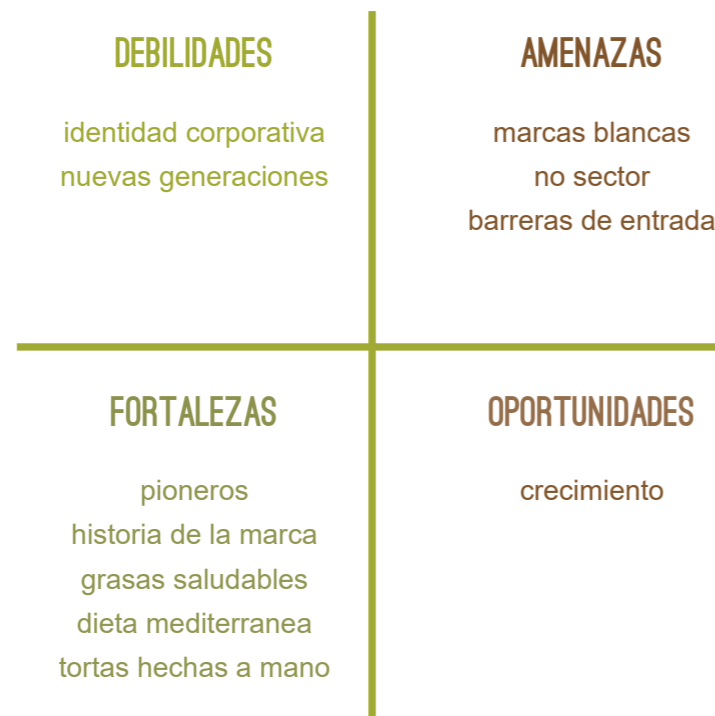 DEBILIDADES
identidad corporativa
nuevas generaciones
AMENAZAS
marcas blancas
no sector
barreras de entrada
FORTALEZAS
pioneros
historia de la marca
grasas saludables
dieta mediterranea
tortas hechas a mano
OPORTUNIDADES
crecimiento